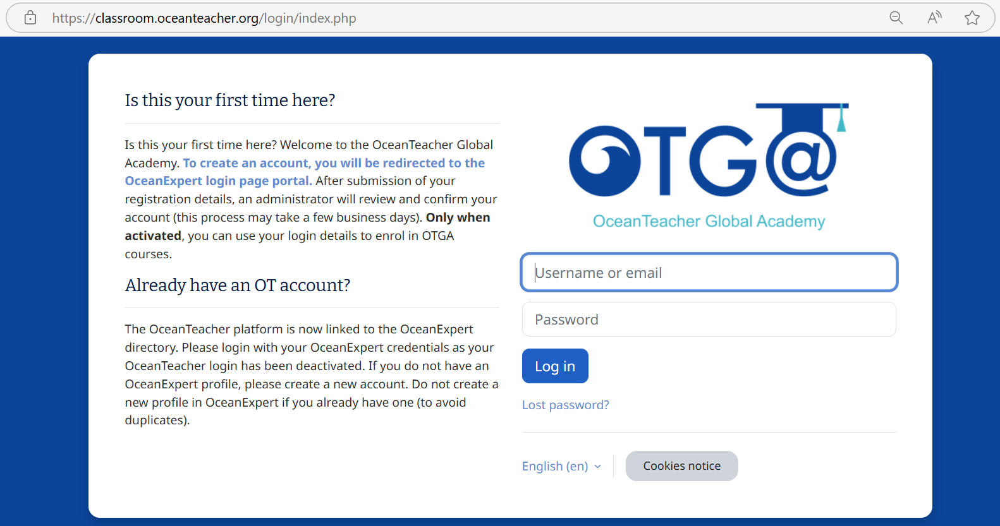 https://classroom.oceanteacher.org/login/index.php
Is this your first time here?
Is this your first time here? Welcome to the OceanTeacher Global
Academy. To create an account, you will be redirected to the
OceanExpert login page portal. After submission of your
registration details, an administrator will review and confirm your
account (this process may take a few business days). Only when
activated, you can use your login details to enrol in OTGA
courses.
Already have an OT account?
The OceanTeacher platform is now linked to the OceanExpert
directory. Please login with your OceanExpert credentials as your
OceanTeacher login has been deactivated. If you do not have an
OceanExpert profile, please create a new account. Do not create a
new profile in OceanExpert if you already have one (to avoid
duplicates).
OTG@
OceanTeacher Global Academy
Username or email
Password
Log in
Lost password?
English (en)
Cookies notice